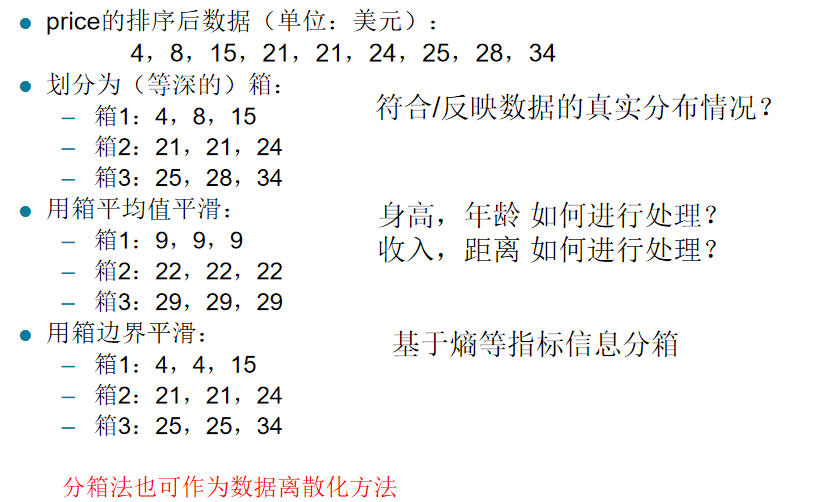 ● price的排序后数据（单位：美元）：
4，8，15，21，21，24，25，28，34
● 划分为（等深的）箱：
– 箱1：4，8，15
– 箱2：21，21，24
– 箱3：25，28，34
符合/反映数据的真实分布情况？
● 用箱平均值平滑：
– 箱1：9，9，9
– 箱2：22，22，22
– 箱3：29，29，29
身高，年龄 如何进行处理？
收入，距离 如何进行处理？
● 用箱边界平滑：
– 箱1：4，4，15
– 箱2：21，21，24
– 箱3：25，25，34
基于熵等指标信息分箱
分箱法也可作为数据离散化方法